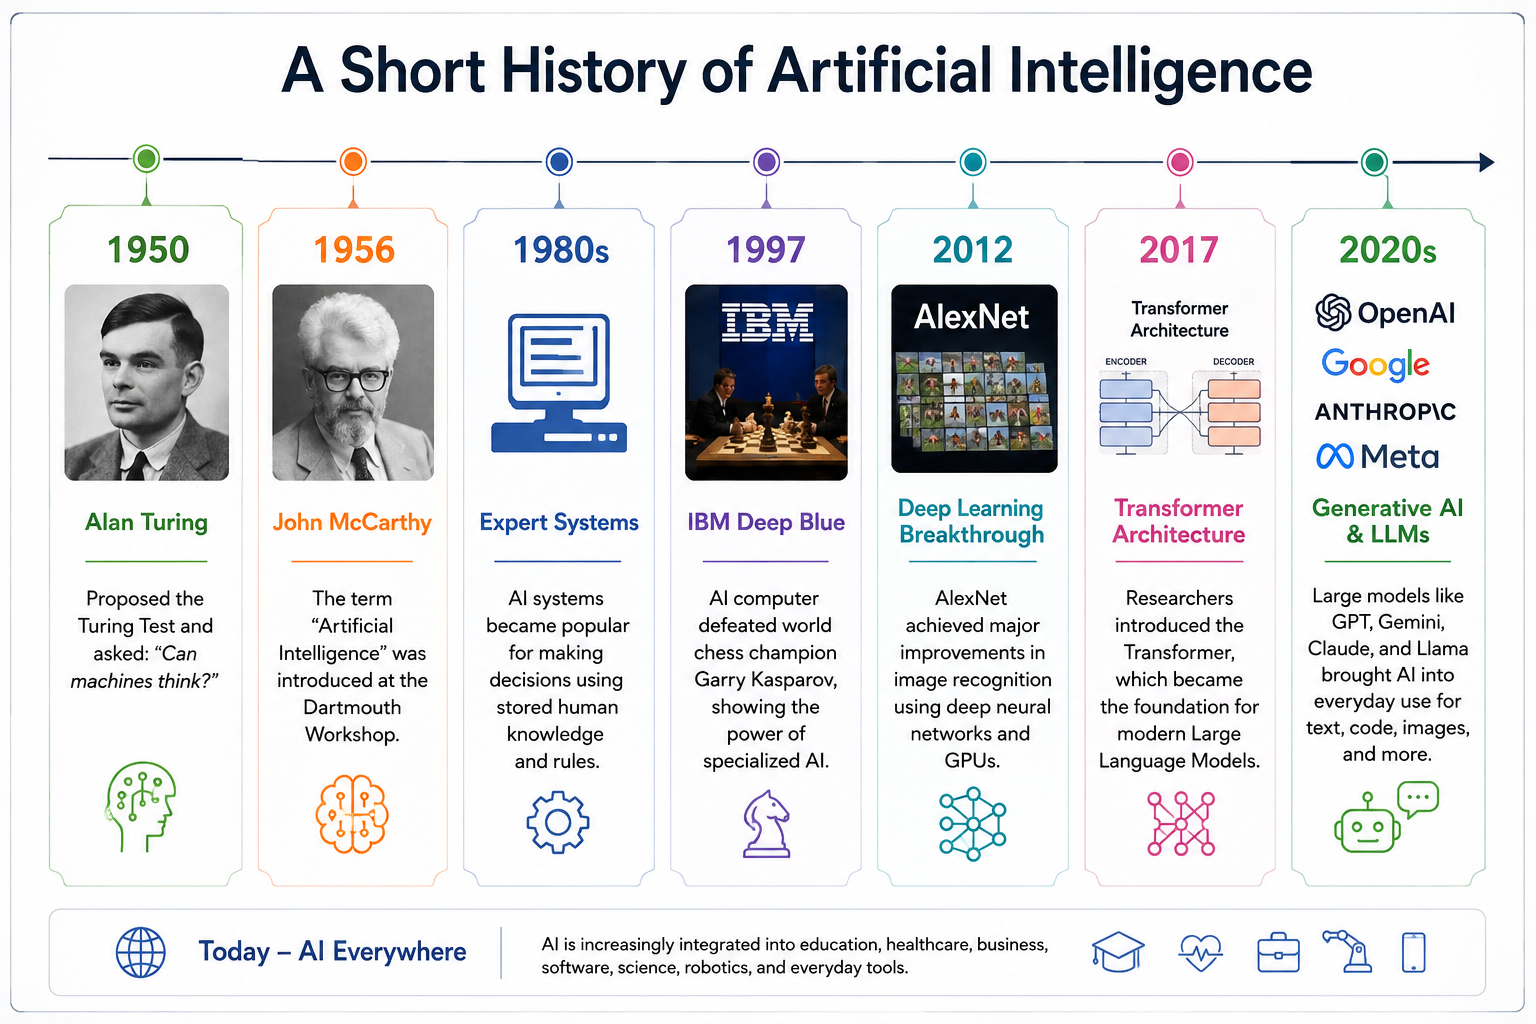 A Short History of Artificial Intelligence
1950
Alan Turing
Proposed the
Turing Test and
asked: “Can
machines think?”
1956
John McCarthy
The term
“Artificial
Intelligence” was
introduced at the
Dartmouth
Workshop.
1980s
Expert Systems
AI systems
became popular
for making
decisions using
stored human
knowledge
and rules.
1997
IBM
IBM Deep Blue
AI computer
defeated world
chess champion
Garry Kasparov,
showing the
power of
specialized AI.
2012
AlexNet
Deep Learning
Breakthrough
AlexNet
achieved major
improvements in
image recognition
using deep neural
networks and
GPUs.
2017
Transformer
Architecture
ENCODER
DECODER
Transformer
Architecture
Researchers
introduced the
Transformer,
which became
the foundation for
modern Large
Language Models.
2020s
OpenAI
Google
ANTHROP\C
Meta
Generative AI
& LLMs
Large models like
GPT, Gemini,
Claude, and Llama
brought AI into
everyday use for
text, code, images,
and more.
Today – AI Everywhere
AI is increasingly integrated into education, healthcare, business,
software, science, robotics, and everyday tools.